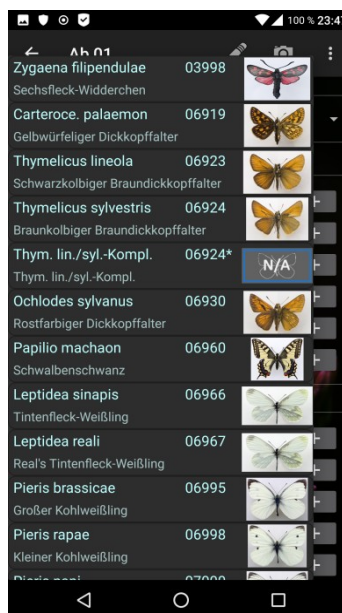 100 % 23:47
Ab 01
Zygaena filipendulae 03998
Sechsfleck-Widderchen
Carteroce. palaemon 06919
Gelbwürfeliger Dickkopffalter
Thymelicus lineola 06923
Schwarzkolbiger Braundickkopffalter
Thymelicus sylvestris 06924
Braunkolbiger Braundickkopffalter
Thym. lin./syl.-Kompl. 06924*
N/A
Thym. lin./syl.-Kompl.
Ochlodes sylvanus 06930
Rostfarbiger Dickkopffalter
Papilio machaon 06960
Schwalbenschwanz
Leptidea sinapis 06966
Tintenfleck-Weißling
Leptidea reali 06967
Real's Tintenfleck-Weißling
Pieris brassicae 06995
Großer Kohlweißling
Pieris rapae 06998
Kleiner Kohlweißling